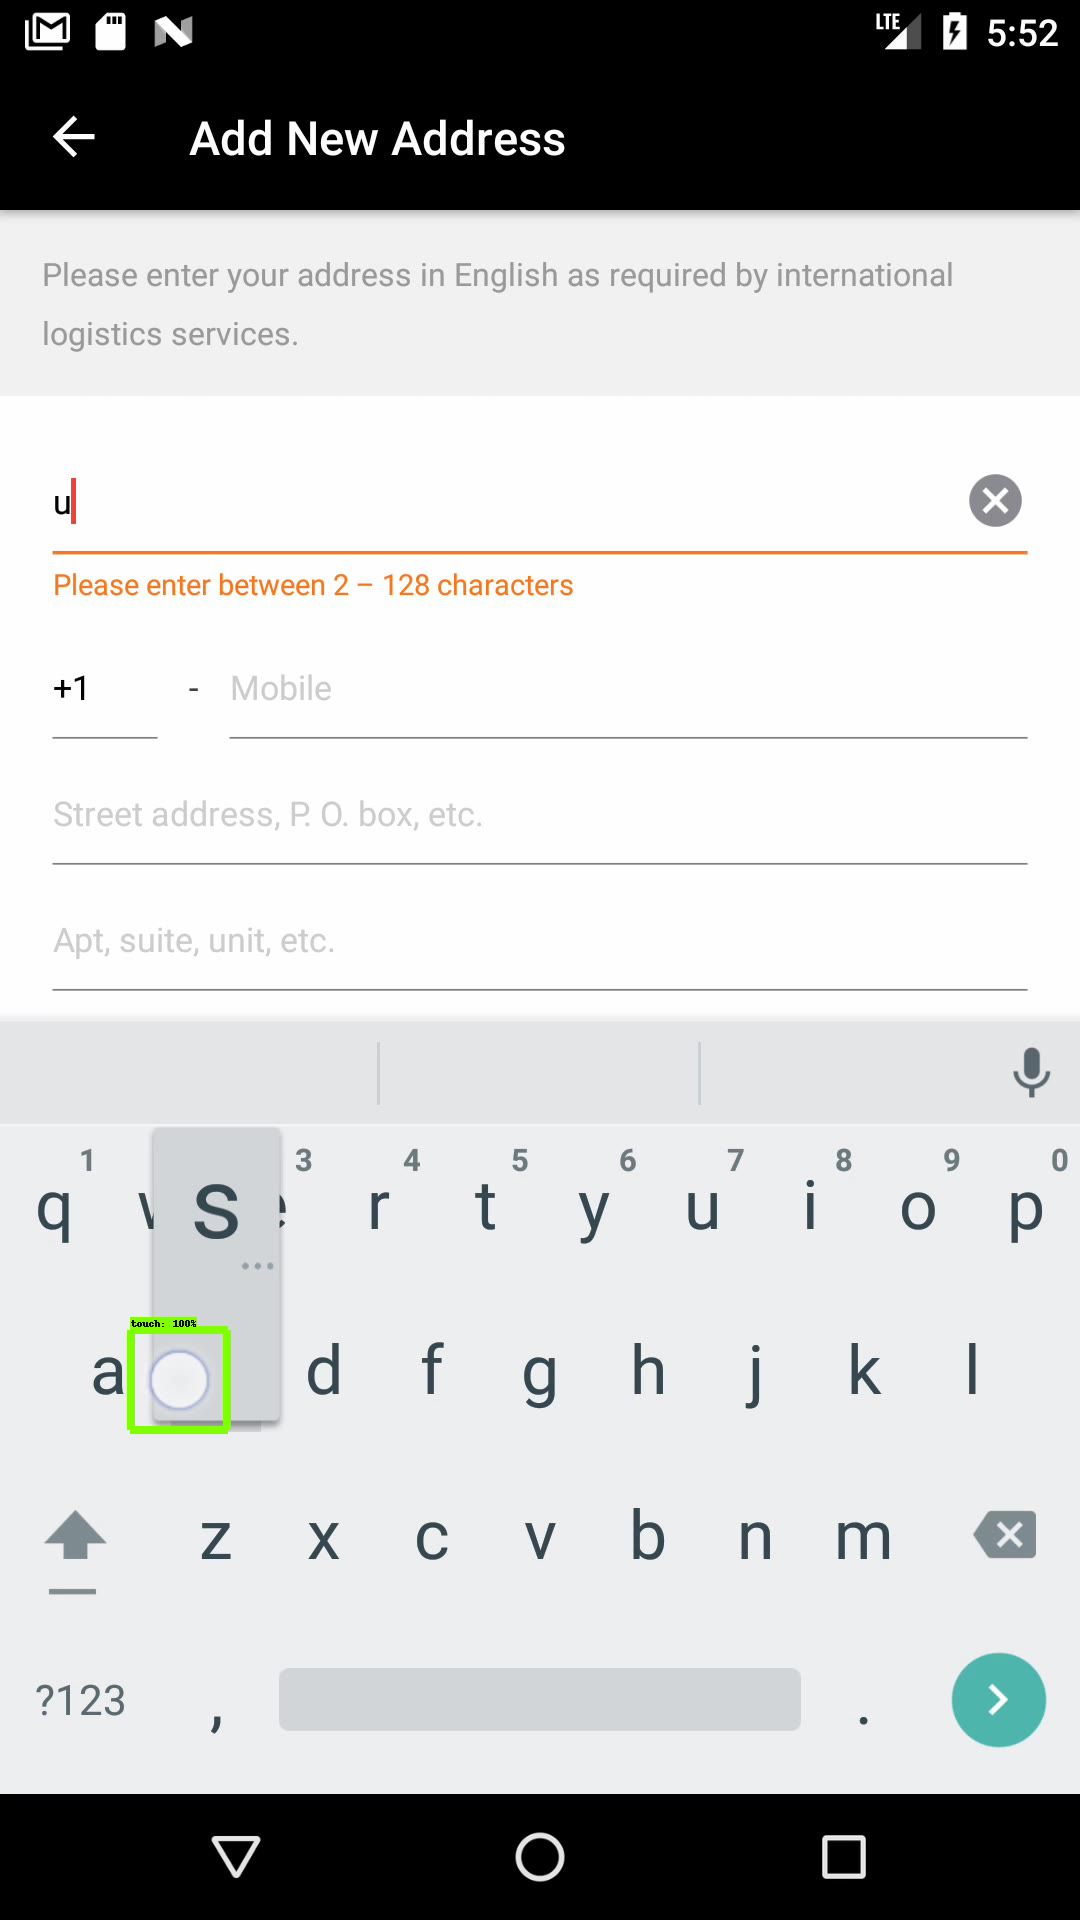 LTE 5:52
Add New Address
Please enter your address in English as required by international
logistics services.
u
Please enter between 2 – 128 characters
+1 - Mobile
Street address, P. O. box, etc.
Apt, suite, unit, etc.
1 3 4 5 6 7 8 9 0
q w s e r t y u i o p
touch: 100%
a d f g h j k l
z x c v b n m
?123 , .